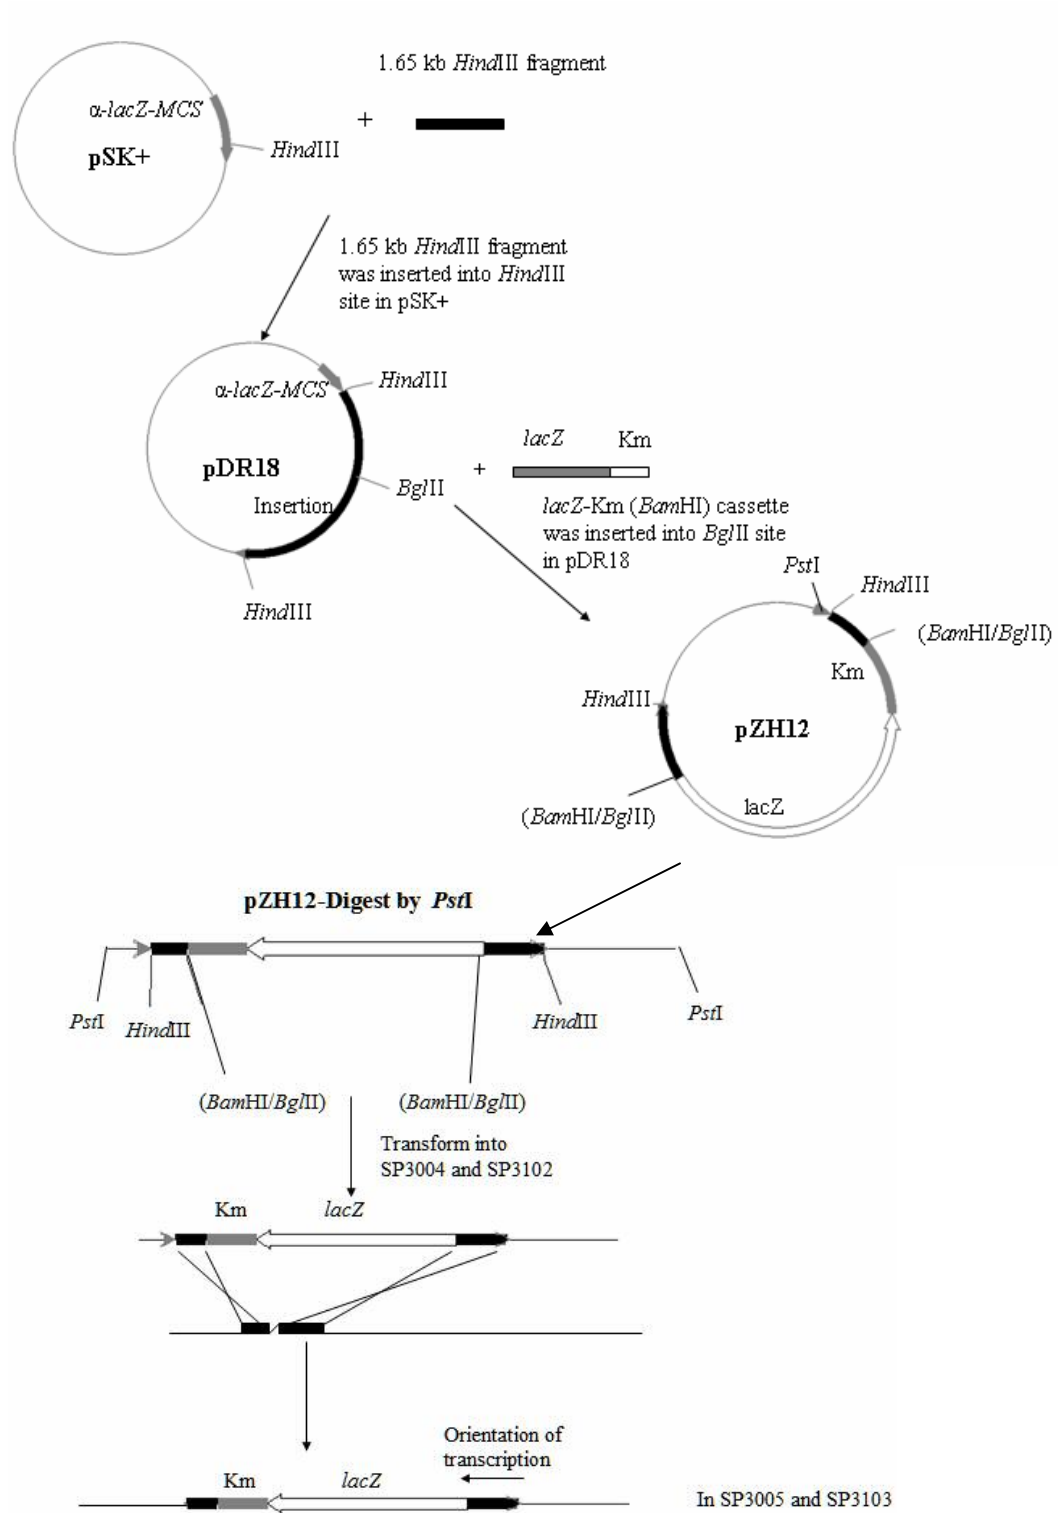 1.65 kb HindIII fragment
α-lacZ-MCS
+
pSK+
HindIII
1.65 kb HindIII fragment
was inserted into HindIII
site in pSK+
α-lacZ-MCS
HindIII
pDR18
Insertion
BglII
HindIII
+
lacZ Km
lacZ-Km (BamHI) cassette
was inserted into BglII site
in pDR18
PstI
HindIII
(BamHI/BglII)
Km
HindIII
pZH12
(BamHI/BglII)
lacZ
pZH12-Digest by PstI
PstI
HindIII
HindIII
PstI
(BamHI/BglII)
(BamHI/BglII)
Transform into
SP3004 and SP3102
Km lacZ
Orientation of
transcription
Km lacZ
In SP3005 and SP3103